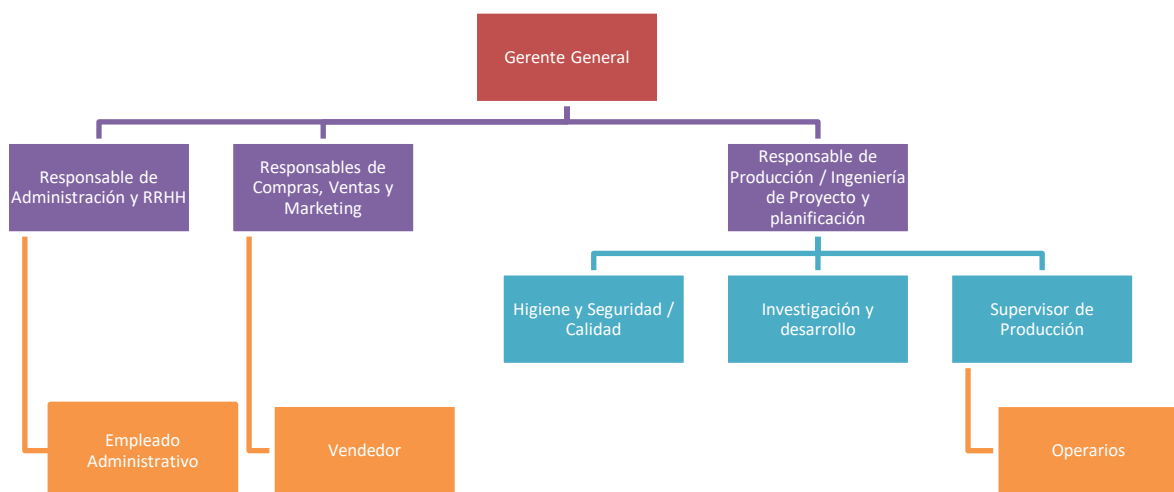 Gerente General
Responsable de
Administración y RRHH
Responsables de
Compras, Ventas y
Marketing
Responsable de
Producción / Ingeniería
de Proyecto y
planificación
Higiene y Seguridad /
Calidad
Investigación y
desarrollo
Supervisor de
Producción
Empleado
Administrativo
Vendedor
Operarios